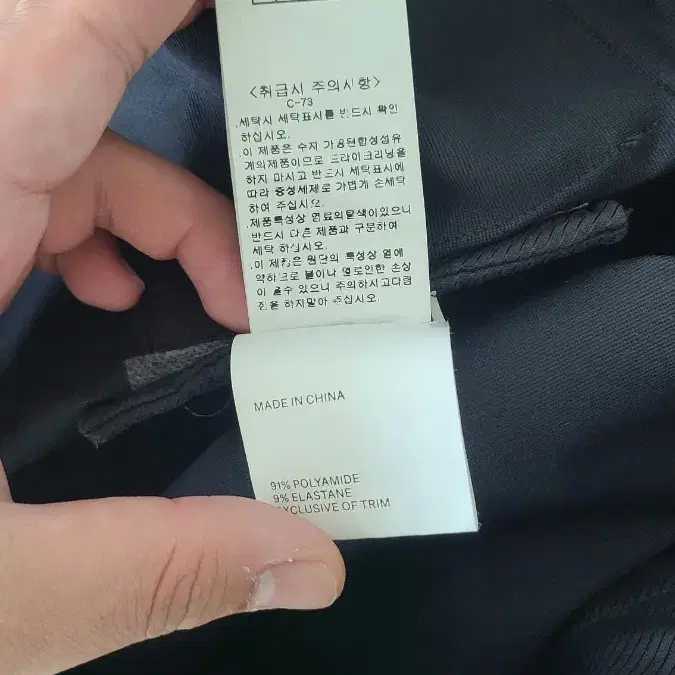 <취급시 주의사항>
C-73
.세탁시 세탁표시를 반드시 확인
하십시오.
.이 제품은 수지 가공된합성섬유
계의제품이므로 드라이크리닝을
하지 마시고 반드시 세탁표시에
따라 중성세제로 가볍게 손세탁
하여 주십시오.
.제품특성상 염료의탈색이있으니
반드시 다른 제품과 구분하여
세탁 하십시오.
.이 제품은 원단의 특성상 열에
약하므로 불이나 열로인한 손상
이 올수 있으니 주의하시고다림
질을 하지말아 주십시오.
MADE IN CHINA
91% POLYAMIDE
9% ELASTANE
EXCLUSIVE OF TRIM